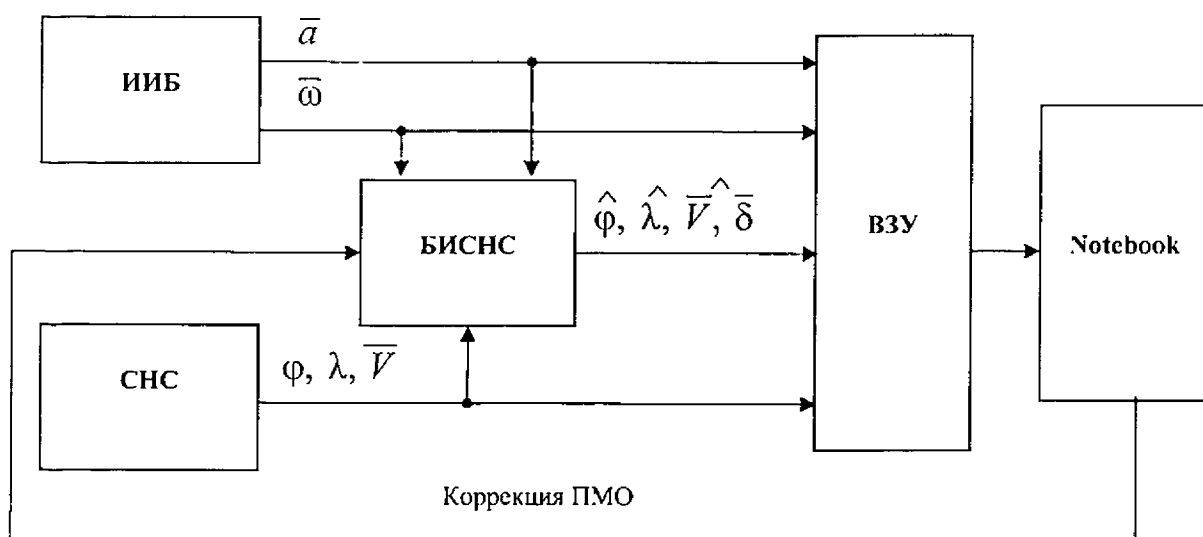 a̅
ИИБ
ω̅
φ̂, λ̂, V̅̂, δ̅
БИСНС
ВЗУ
Notebook
СНС
φ, λ, V̅
Коррекция ПМО